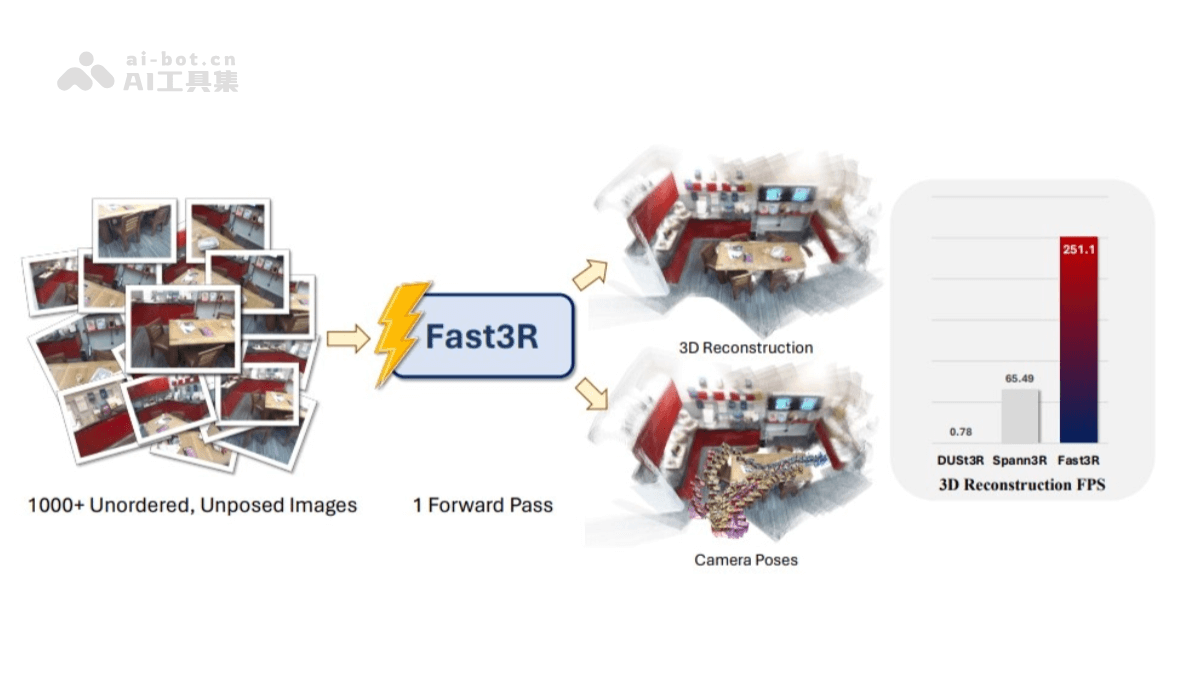 ai-bot.cn
AI工具集
1000+ Unordered, Unposed Images
Fast3R
1 Forward Pass
3D Reconstruction
Camera Poses
251.1
65.49
0.78
DUSt3R Spann3R Fast3R
3D Reconstruction FPS